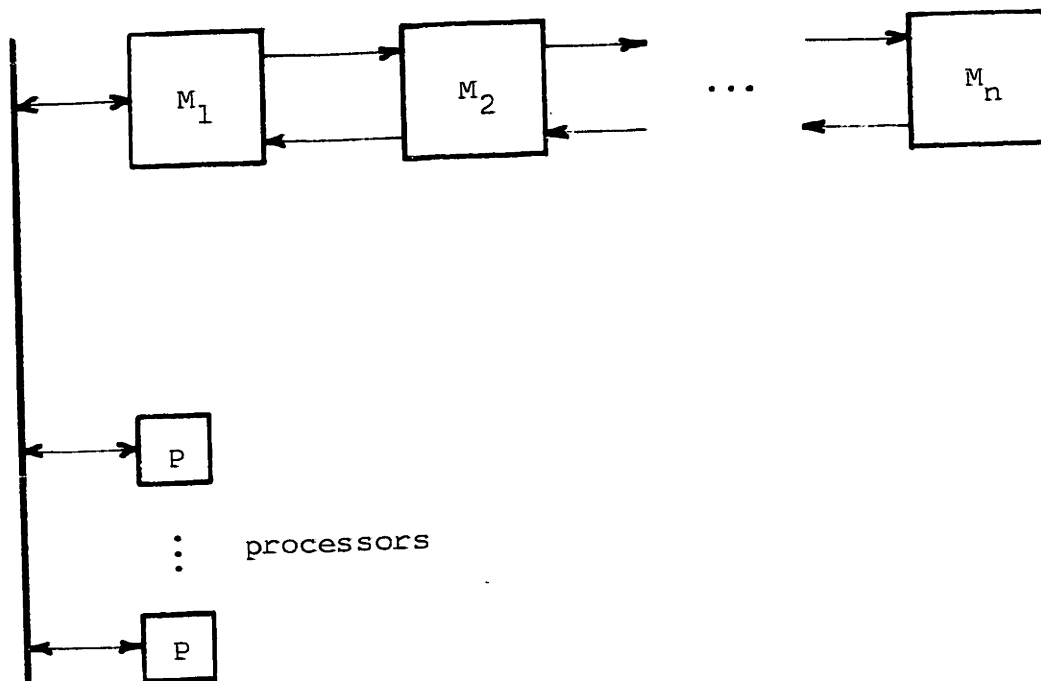 M₁ M₂ ... Mₙ
P
⋮ processors
P